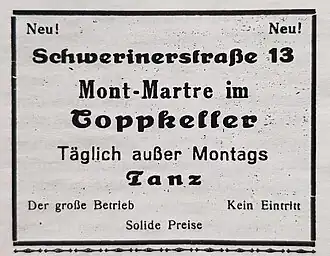 Neu! Neu!
Schwerinerstraße 13
Mont-Martre im
Toppkeller
Täglich außer Montags
Tanz
Der große Betrieb Kein Eintritt
Solide Preise